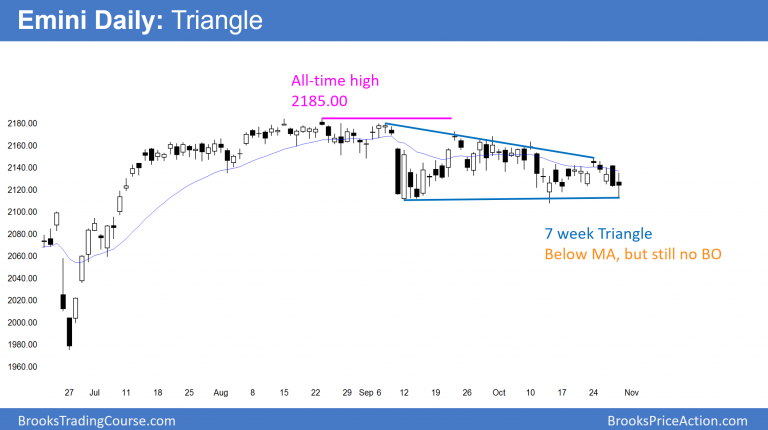 Emini Daily: Triangle
All-time high
2185.00
2180.00
2160.00
2140.00
2120.00
2100.00
2080.00
2060.00
2040.00
2020.00
2000.00
1980.00
1960.00
7 week Triangle
Below MA, but still no BO
27 Jul 11 18 25 Aug 8 15 22 29 Sep 6 12 19 26 Oct 10 17 24 Nov
BrooksTradingCourse.com
BrooksPriceAction.com